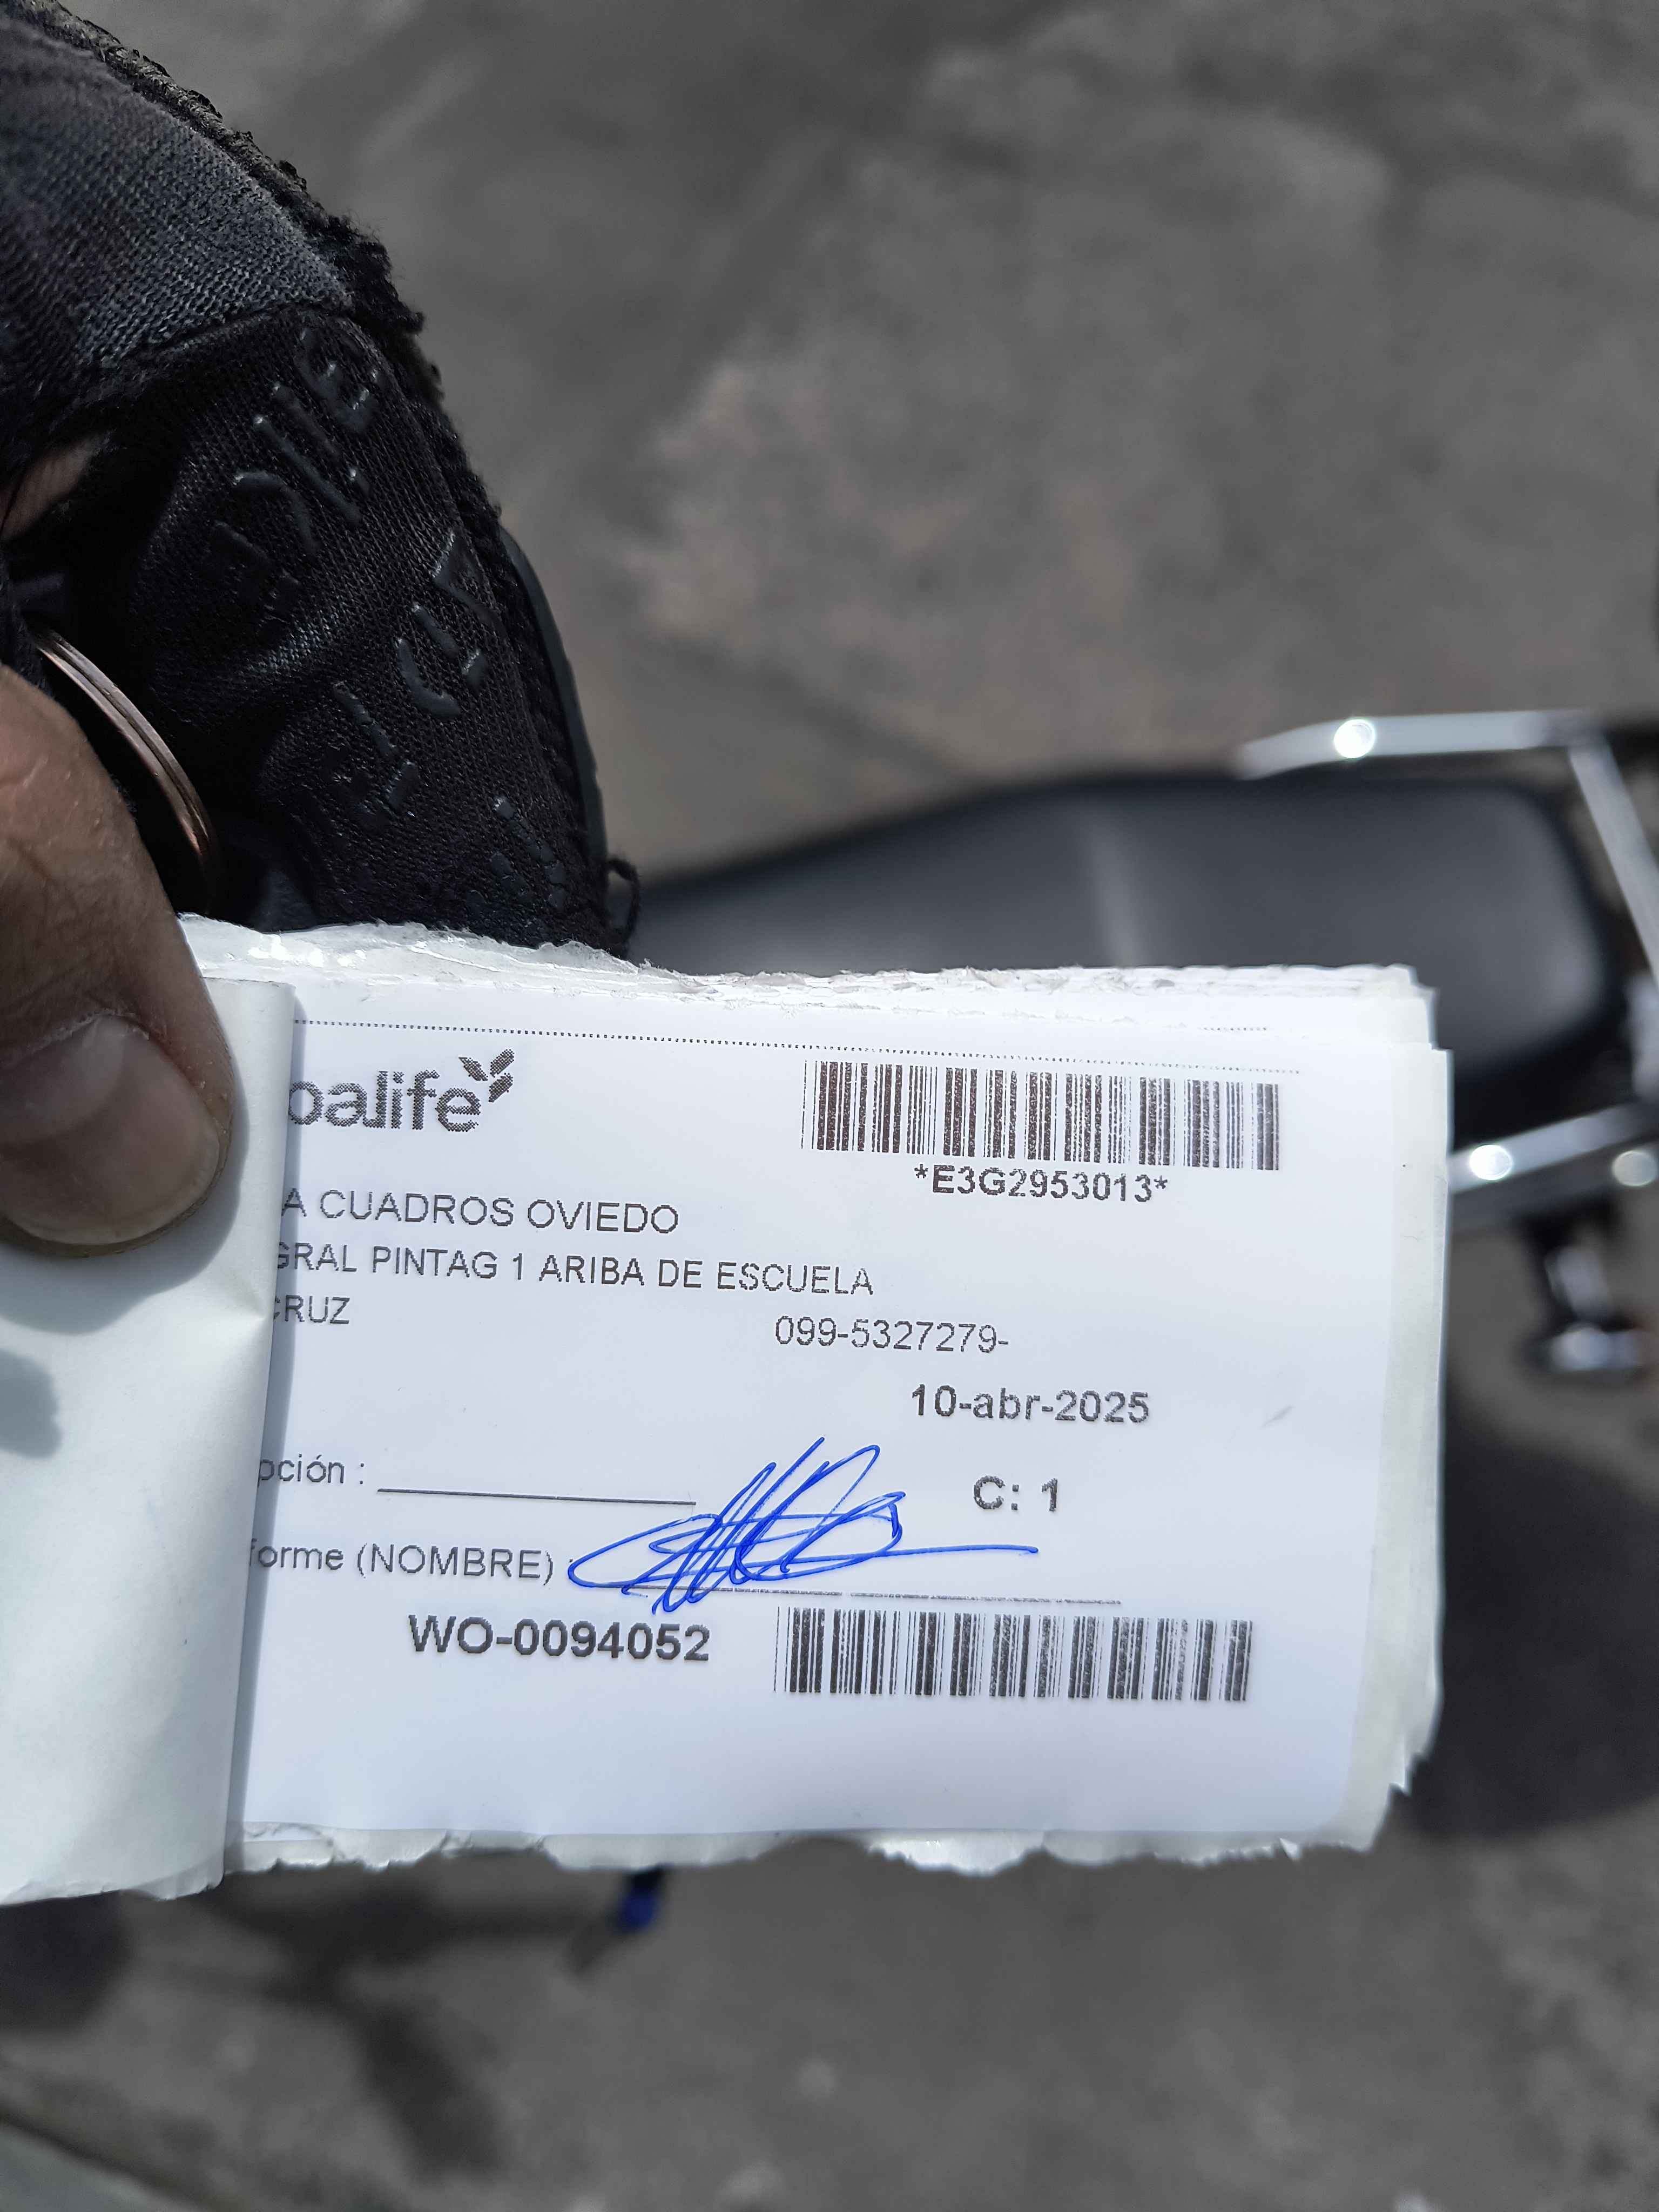 balife
*E3G2953013*
A CUADROS OVIEDO
GRAL PINTAG 1 ARIBA DE ESCUELA
CRUZ
099-5327279-
10-abr-2025
pción :
C: 1
forme (NOMBRE) :
WO-0094052